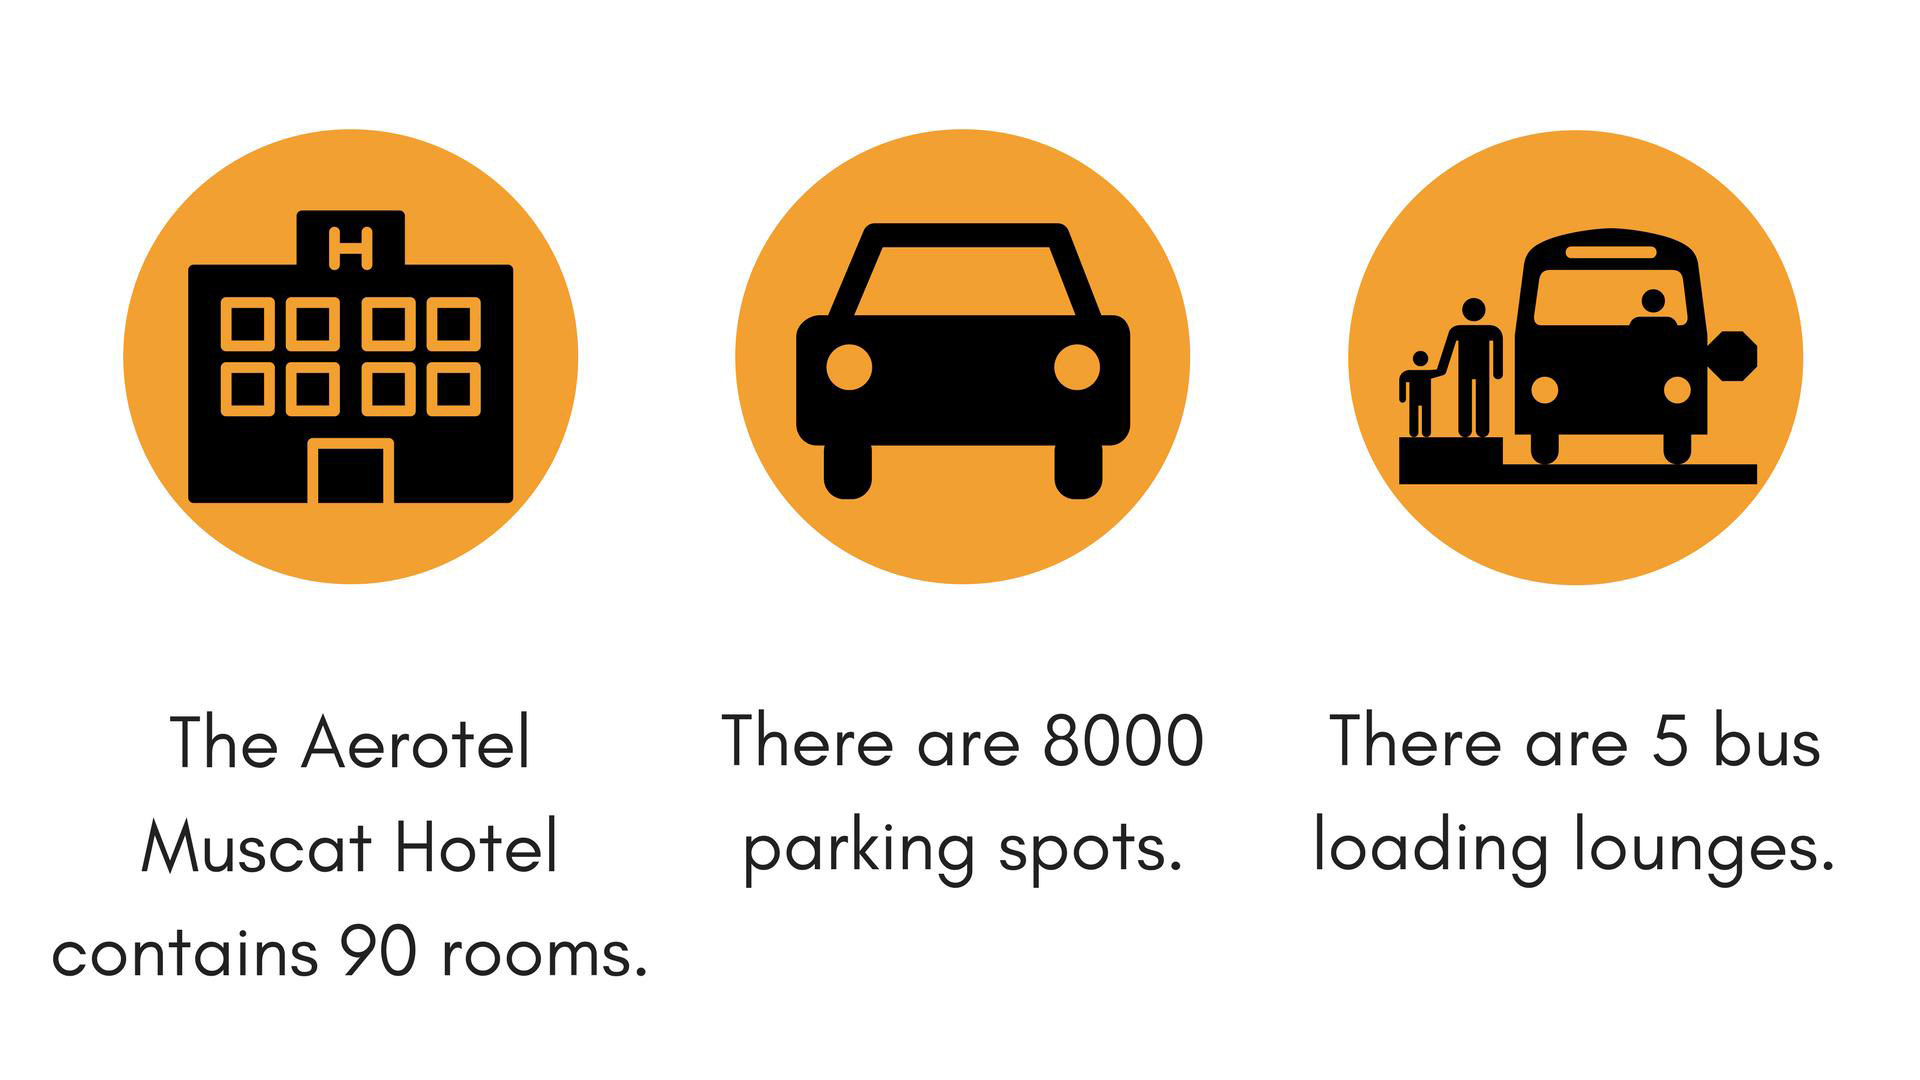 H
The Aerotel
Muscat Hotel
contains 90 rooms.
There are 8000
parking spots.
There are 5 bus
loading lounges.